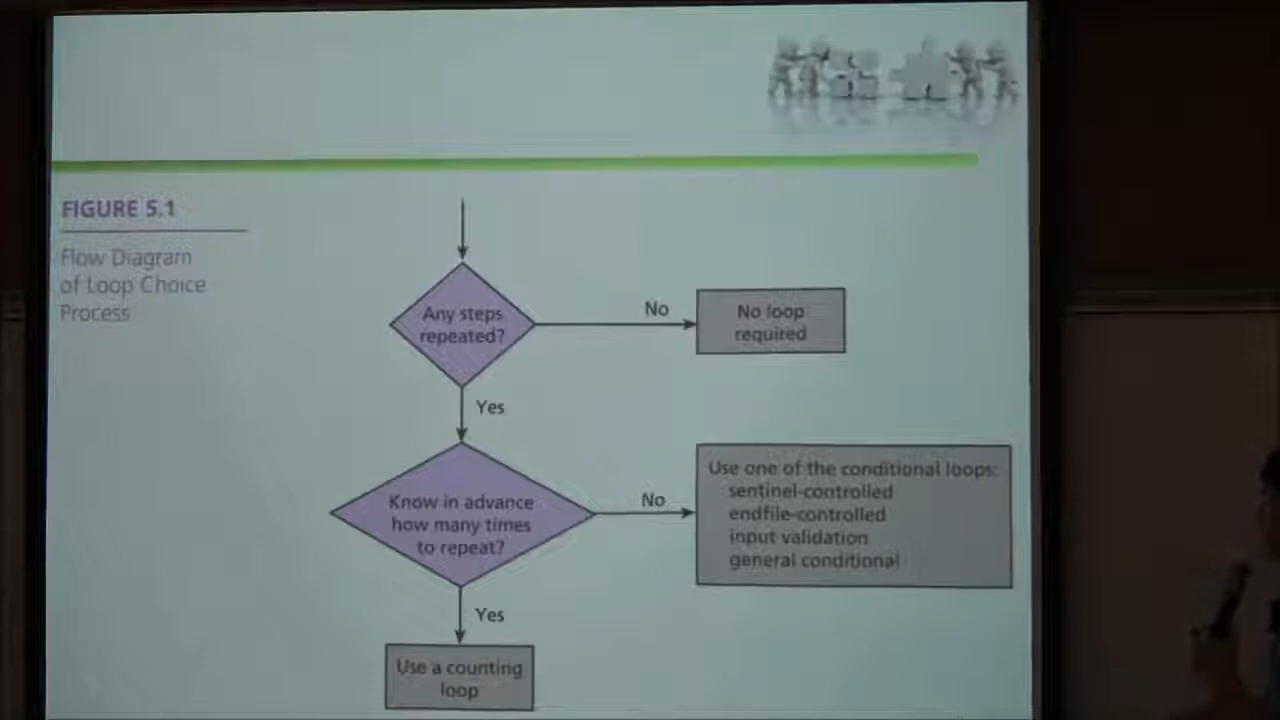 FIGURE 5.1
Flow Diagram
of Loop Choice
Process
Any steps
repeated?
No
No loop
required
Yes
Know in advance
how many times
to repeat?
No
Use one of the conditional loops:
sentinel-controlled
endfile-controlled
input validation
general conditional
Yes
Use a counting
loop